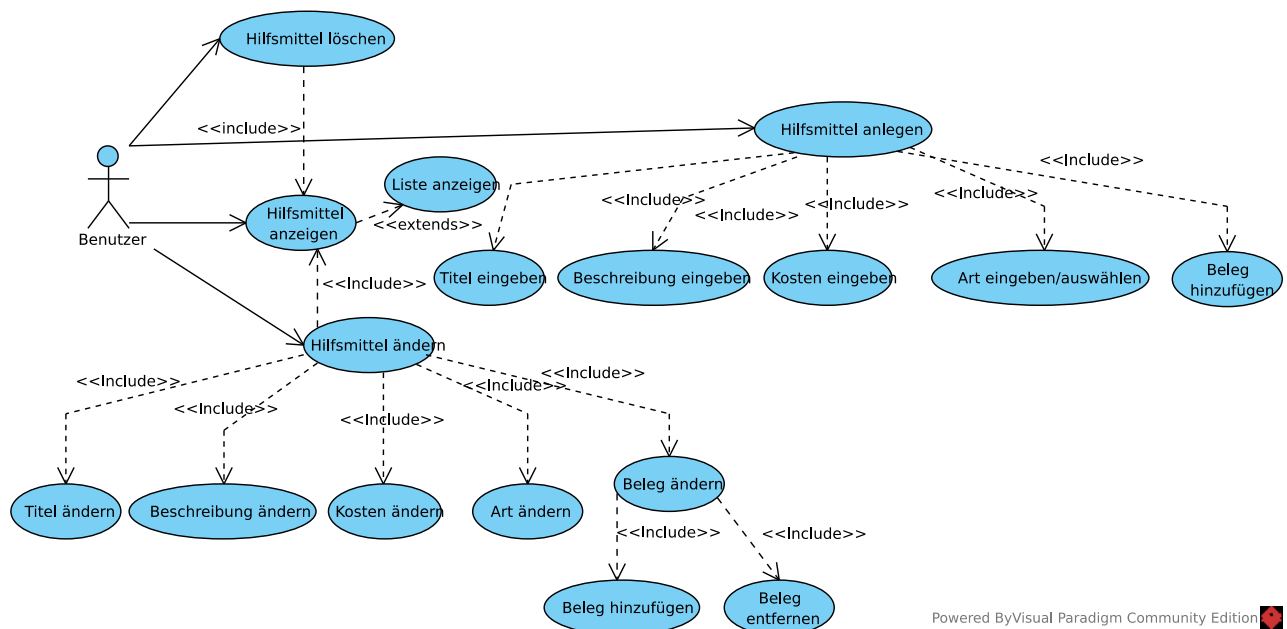 Hilfsmittel löschen
<<include>>
Hilfsmittel anlegen
<<Include>>
Liste anzeigen
<<Include>>
<<Include>>
<<Include>>
<<Include>>
Hilfsmittel
anzeigen
<<extends>>
Benutzer
Titel eingeben
Beschreibung eingeben
Kosten eingeben
Art eingeben/auswählen
Beleg
hinzufügen
<<Include>>
Hilfsmittel ändern
<<Include>>
<<Include>>
<<Include>>
<<Include>>
<<Include>>
Beleg ändern
Titel ändern
Beschreibung ändern
Kosten ändern
Art ändern
<<Include>>
<<Include>>
Beleg hinzufügen
Beleg
entfernen
Powered ByVisual Paradigm Community Edition